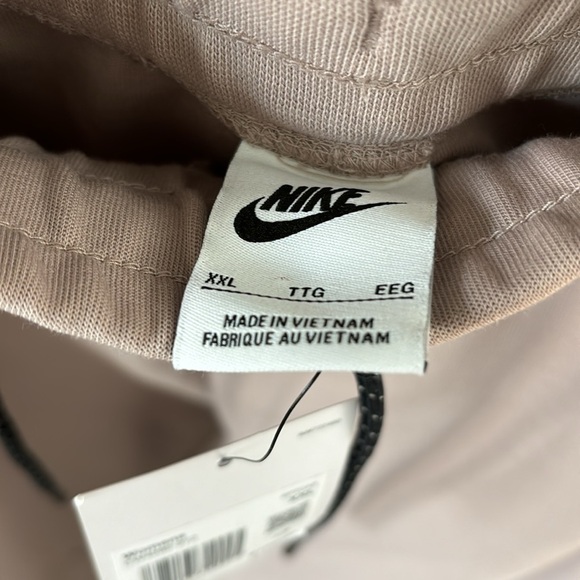 NIKE
XXL TTG EEG
MADE IN VIETNAM
FABRIQUE AU VIETNAM